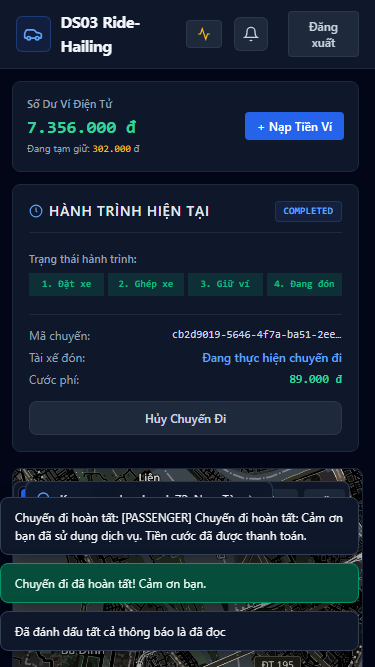 DS03 Ride-
Hailing
Đăng
xuất
Số Dư Ví Điện Tử
7.356.000 đ
Đang tạm giữ: 302.000 đ
+ Nạp Tiền Ví
HÀNH TRÌNH HIỆN TẠI
COMPLETED
Trạng thái hành trình:
1. Đặt xe
2. Ghép xe
3. Giữ ví
4. Đang đón
Mã chuyến:
cb2d9019-5646-4f7a-ba51-2ee…
Tài xế đón:
Đang thực hiện chuyến đi
Cước phí:
89.000 đ
Hủy Chuyến Đi
Liên
Chuyến đi hoàn tất: [PASSENGER] Chuyến đi hoàn tất: Cảm ơn
bạn đã sử dụng dịch vụ. Tiền cước đã được thanh toán.
Chuyến đi đã hoàn tất! Cảm ơn bạn.
Đã đánh dấu tất cả thông báo là đã đọc
ĐT 195